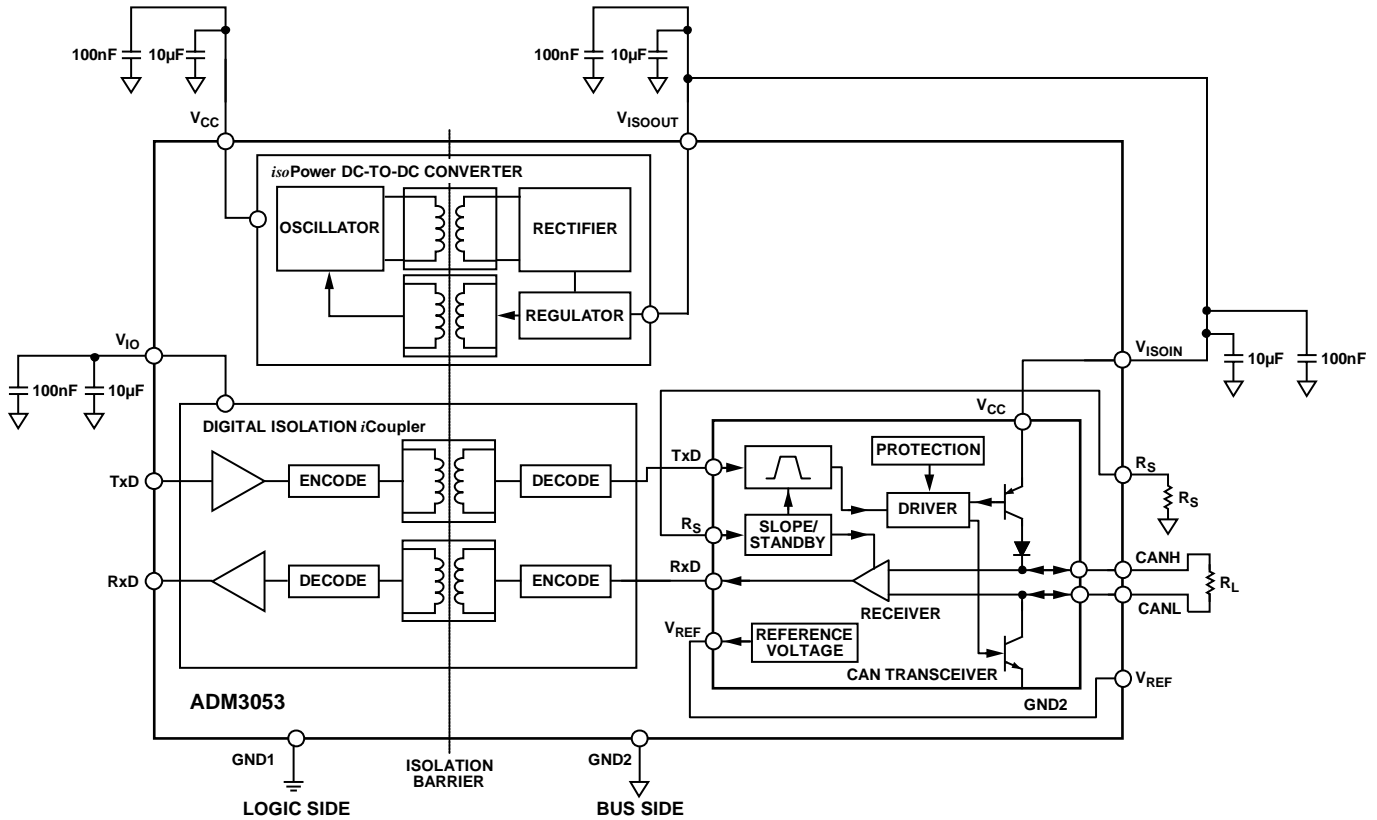 100nF 10µF
100nF 10µF
VCC
VISOOUT
isoPower DC-TO-DC CONVERTER
OSCILLATOR
RECTIFIER
REGULATOR
VIO
100nF 10µF
VISOIN
10µF 100nF
DIGITAL ISOLATION iCoupler
VCC
TxD
ENCODE
DECODE
TxD
PROTECTION
DRIVER
RS
RS
RS
SLOPE/
STANDBY
RxD
DECODE
ENCODE
RxD
RECEIVER
CANH
RL
CANL
VREF
REFERENCE
VOLTAGE
CAN TRANSCEIVER
VREF
ADM3053
GND2
GND1
ISOLATION
BARRIER
GND2
LOGIC SIDE
BUS SIDE